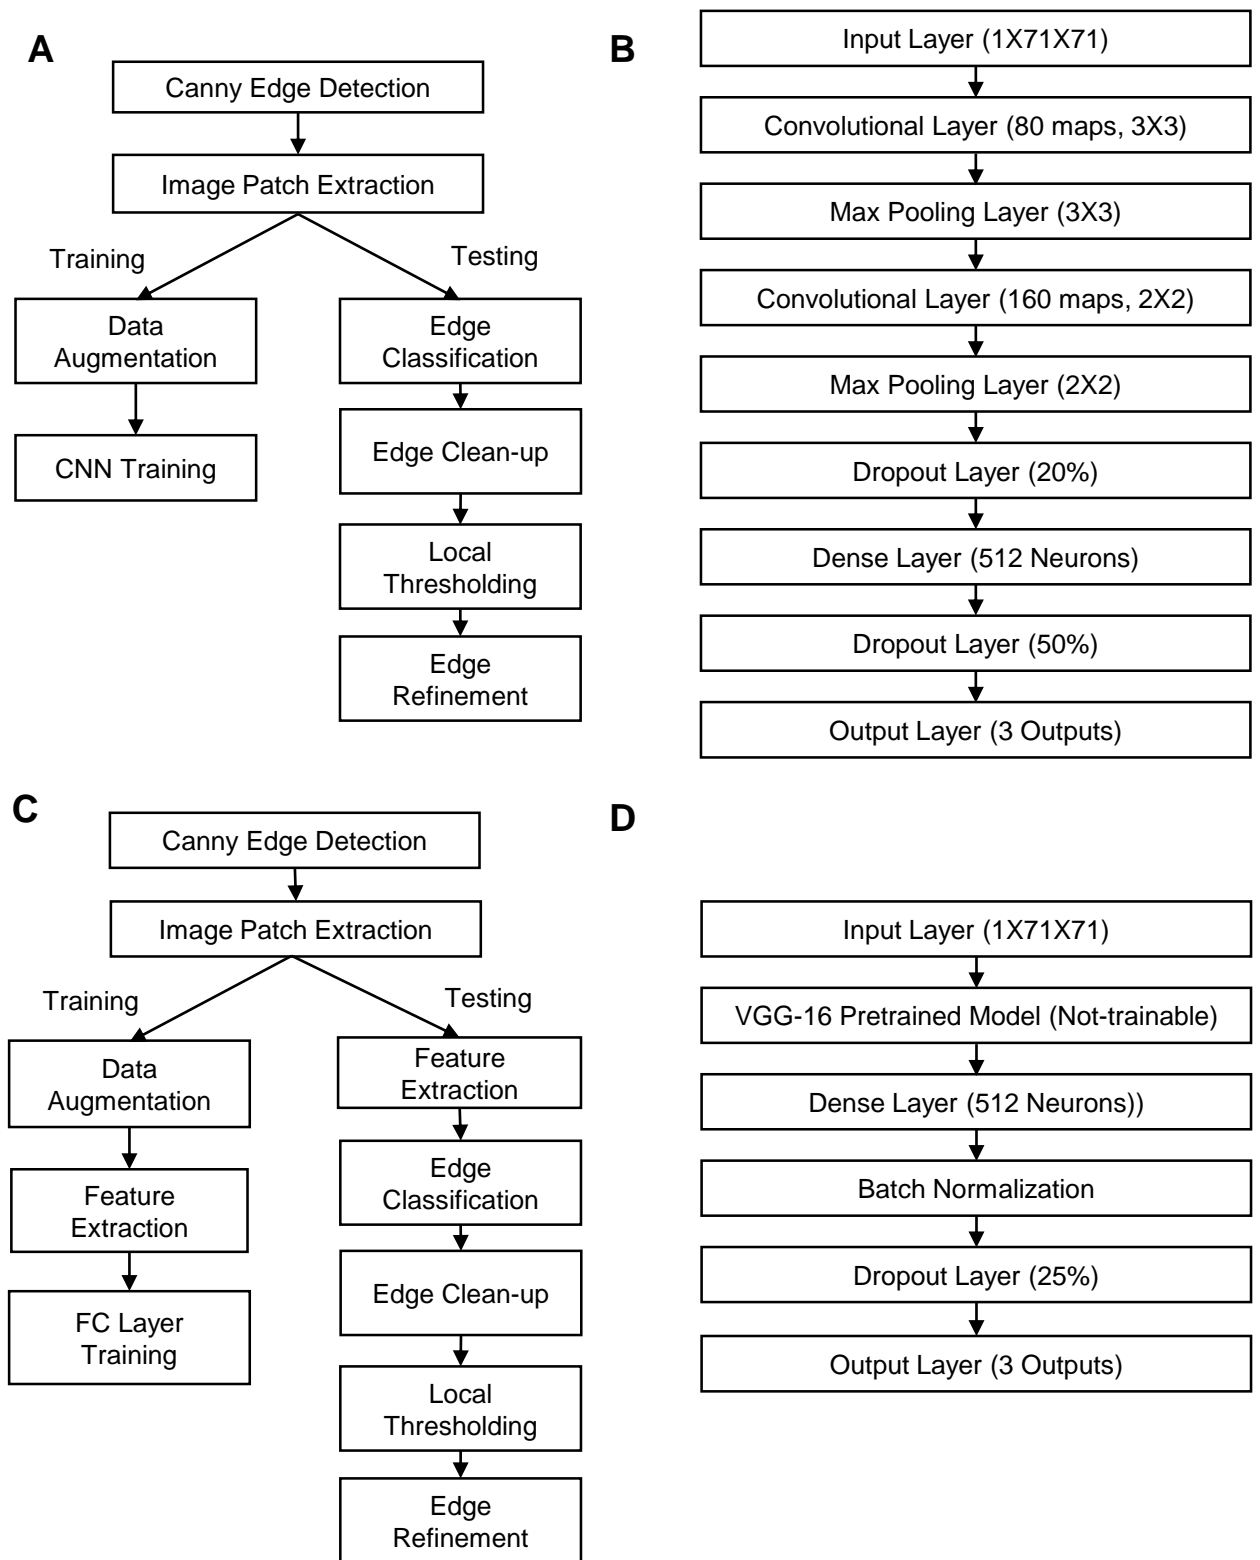 A
Canny Edge Detection
Image Patch Extraction
Training
Testing
Data
Augmentation
CNN Training
Edge
Classification
Edge Clean-up
Local
Thresholding
Edge
Refinement
B
Input Layer (1X71X71)
Convolutional Layer (80 maps, 3X3)
Max Pooling Layer (3X3)
Convolutional Layer (160 maps, 2X2)
Max Pooling Layer (2X2)
Dropout Layer (20%)
Dense Layer (512 Neurons)
Dropout Layer (50%)
Output Layer (3 Outputs)
C
Canny Edge Detection
Image Patch Extraction
Training
Testing
Data
Augmentation
Feature
Extraction
FC Layer
Training
Feature
Extraction
Edge
Classification
Edge Clean-up
Local
Thresholding
Edge
Refinement
D
Input Layer (1X71X71)
VGG-16 Pretrained Model (Not-trainable)
Dense Layer (512 Neurons))
Batch Normalization
Dropout Layer (25%)
Output Layer (3 Outputs)